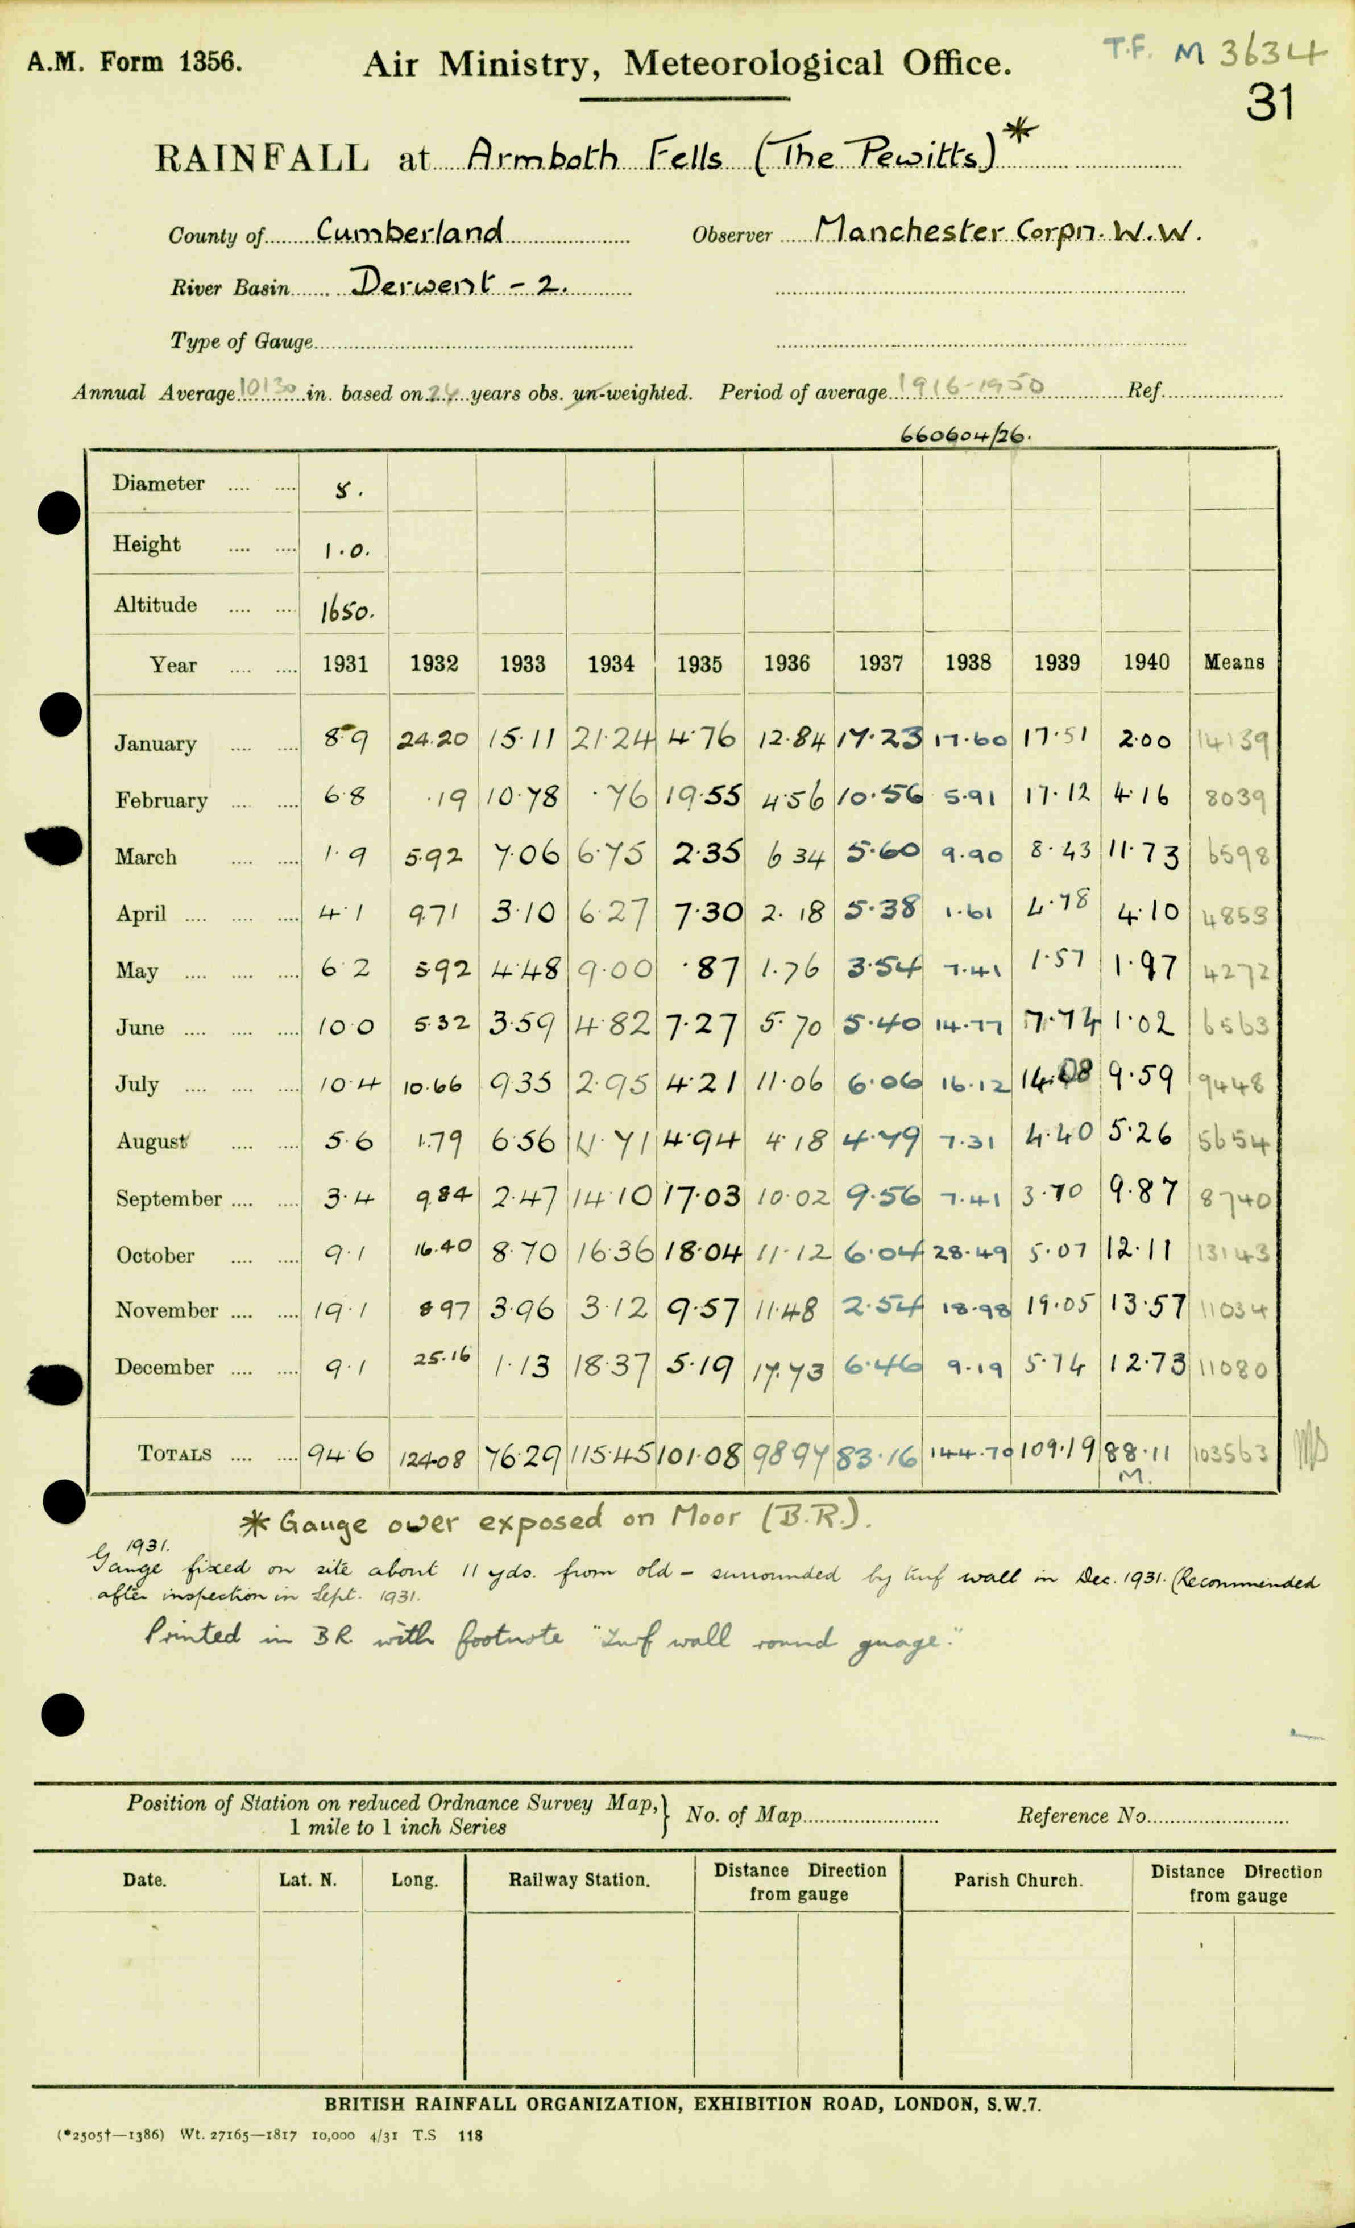 A.M. Form 1356.
Air Ministry, Meteorological Office.
T.F. M 3634
31
RAINFALL at Armboth Fells (The Pewitts)*
County of Cumberland Observer Manchester Corpn. W.W.
River Basin Derwent - 2.
Type of Gauge
Annual Average 10130 in. based on 24 years obs. un-weighted. Period of average 1916-1950 Ref.
660604/26.
Diameter 8.
Height 1.0.
Altitude 1650.
Year 1931 1932 1933 1934 1935 1936 1937 1938 1939 1940 Means
January 8.9 24.20 15.11 21.24 4.76 12.84 17.23 17.60 17.51 2.00 14139
February 6.8 .19 10.78 .76 19.55 4.56 10.56 5.91 17.12 4.16 8039
March 1.9 5.92 7.06 6.75 2.35 6.34 5.60 9.90 8.43 11.73 6598
April 4.1 9.71 3.10 6.27 7.30 2.18 5.38 1.61 4.78 4.10 4853
May 6.2 5.92 4.48 9.00 .87 1.76 3.54 7.41 1.57 1.97 4272
June 10.0 5.32 3.59 4.82 7.27 5.70 5.40 14.77 7.74 1.02 6563
July 10.4 10.66 9.35 2.95 4.21 11.06 6.06 16.12 14.08 9.59 9448
August 5.6 1.79 6.56 11.71 4.94 4.18 4.79 7.31 4.40 5.26 5654
September 3.4 9.84 2.47 14.10 17.03 10.02 9.56 7.41 3.70 9.87 8740
October 9.1 16.40 8.70 16.36 18.04 11.12 6.04 28.49 5.07 12.11 13143
November 19.1 8.97 3.96 3.12 9.57 11.48 2.54 18.98 19.05 13.57 11034
December 9.1 25.16 1.13 18.37 5.19 17.73 6.46 9.19 5.74 12.73 11080
TOTALS 94.6 124.08 76.29 115.45 101.08 98.97 83.16 144.70 109.19 88.11 103563
M.
* Gauge over exposed on Moor (B.R.).
1931.
Gauge fixed on site about 11 yds. from old - surrounded by turf wall in Dec. 1931. (Recommended
after inspection in Sept. 1931.
Printed in BR with footnote "Turf wall round guage."
Position of Station on reduced Ordnance Survey Map,} No. of Map Reference No.
1 mile to 1 inch Series
Date. Lat. N. Long. Railway Station. Distance Direction from gauge Parish Church. Distance Direction from gauge
BRITISH RAINFALL ORGANIZATION, EXHIBITION ROAD, LONDON, S.W.7.
(*2505†—1386) Wt. 27165—1817 10,000 4/31 T.S 118